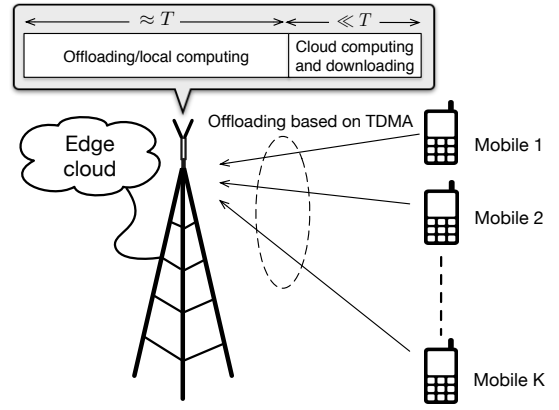 ≈ T
≪ T
Offloading/local computing
Cloud computing
and downloading
Offloading based on TDMA
Edge
cloud
Mobile 1
Mobile 2
Mobile K